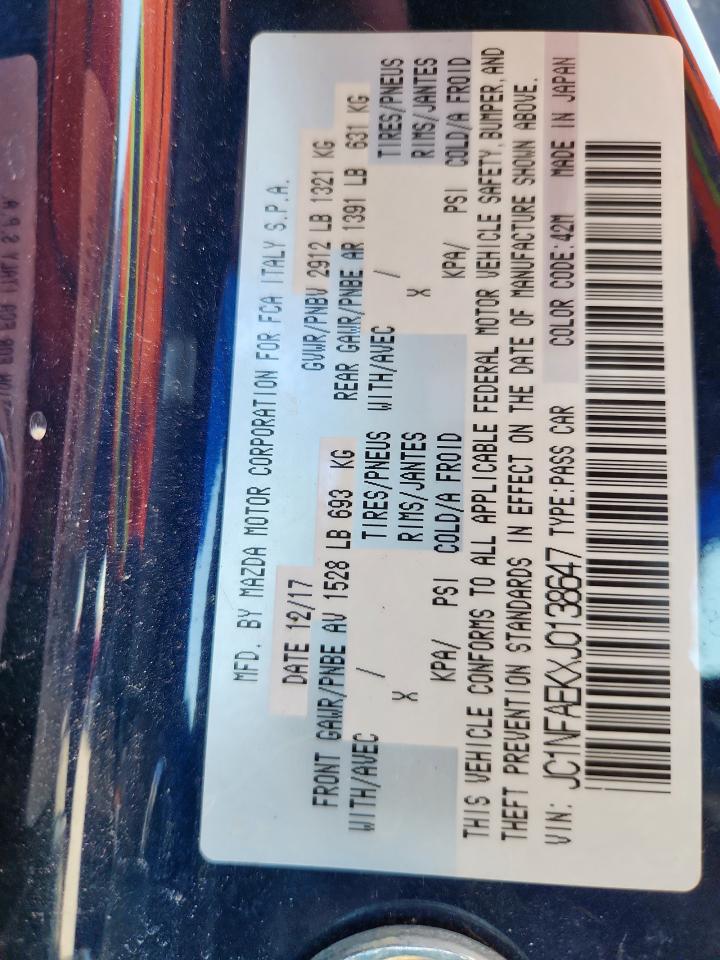 MFD. BY MAZDA MOTOR CORPORATION FOR FCA ITALY S.P.A.
DATE 12/17 GVWR/PNBV 2912 LB 1321 KG
FRONT GAWR/PNBE AV 1528 LB 693 KG REAR GAWR/PNBE AR 1391 LB 631 KG
WITH/AVEC / TIRES/PNEUS WITH/AVEC / TIRES/PNEUS
X RIMS/JANTES X RIMS/JANTES
KPA/ PSI COLD/A FROID KPA/ PSI COLD/A FROID
THIS VEHICLE CONFORMS TO ALL APPLICABLE FEDERAL MOTOR VEHICLE SAFETY, BUMPER, AND
THEFT PREVENTION STANDARDS IN EFFECT ON THE DATE OF MANUFACTURE SHOWN ABOVE.
VIN: JC1NFAEKXJ0138647 TYPE:PASS CAR COLOR CODE:42M MADE IN JAPAN